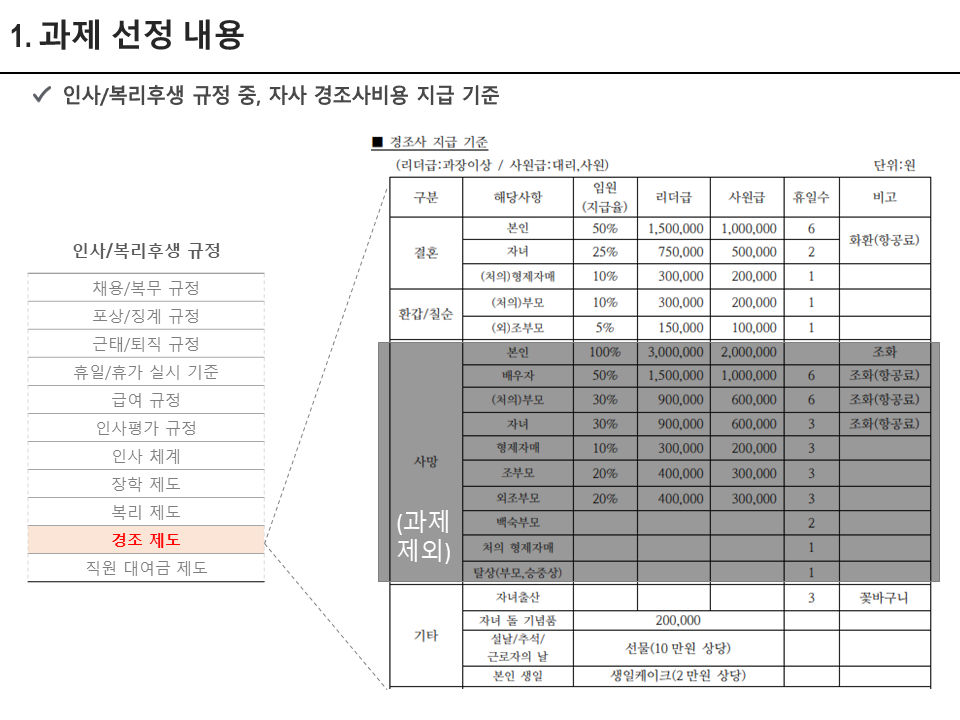 1. 과제 선정 내용
✓ 인사/복리후생 규정 중, 자사 경조사비용 지급 기준
인사/복리후생 규정
채용/복무 규정
포상/징계 규정
근태/퇴직 규정
휴일/휴가 실시 기준
급여 규정
인사평가 규정
인사 체계
장학 제도
복리 제도
경조 제도
직원 대여금 제도
■ 경조사 지급 기준
(리더급:과장이상 / 사원급:대리,사원) 단위:원
구분 해당사항 임원 (지급율) 리더급 사원급 휴일수 비고
결혼 본인 50% 1,500,000 1,000,000 6 화환(항공료)
자녀 25% 750,000 500,000 2
(처의)형제자매 10% 300,000 200,000 1
환갑/칠순 (처의)부모 10% 300,000 200,000 1
(외)조부모 5% 150,000 100,000 1
사망 본인 100% 3,000,000 2,000,000 조화
배우자 50% 1,500,000 1,000,000 6 조화(항공료)
(처의)부모 30% 900,000 600,000 6 조화(항공료)
자녀 30% 900,000 600,000 3 조화(항공료)
형제자매 10% 300,000 200,000 3
조부모 20% 400,000 300,000 3
외조부모 20% 400,000 300,000 3
백숙부모 2
처의 형제자매 1
탈상(부모,승중상) 1
(과제
제외)
기타 자녀출산 3 꽃바구니
자녀 돌 기념품 200,000
설날/추석/
근로자의 날 선물(10만원 상당)
본인 생일 생일케이크(2만원 상당)